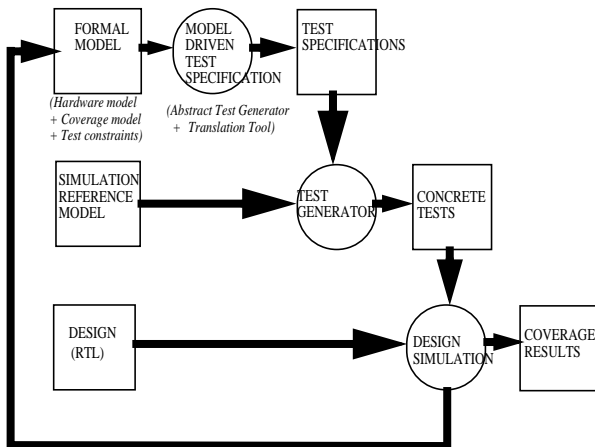 FORMAL
MODEL
MODEL
DRIVEN
TEST
SPECIFICATION
TEST
SPECIFICATIONS
(Hardware model
+ Coverage model
+ Test constraints)
(Abstract Test Generator
+ Translation Tool)
SIMULATION
REFERENCE
MODEL
TEST
GENERATOR
CONCRETE
TESTS
DESIGN
(RTL)
DESIGN
SIMULATION
COVERAGE
RESULTS